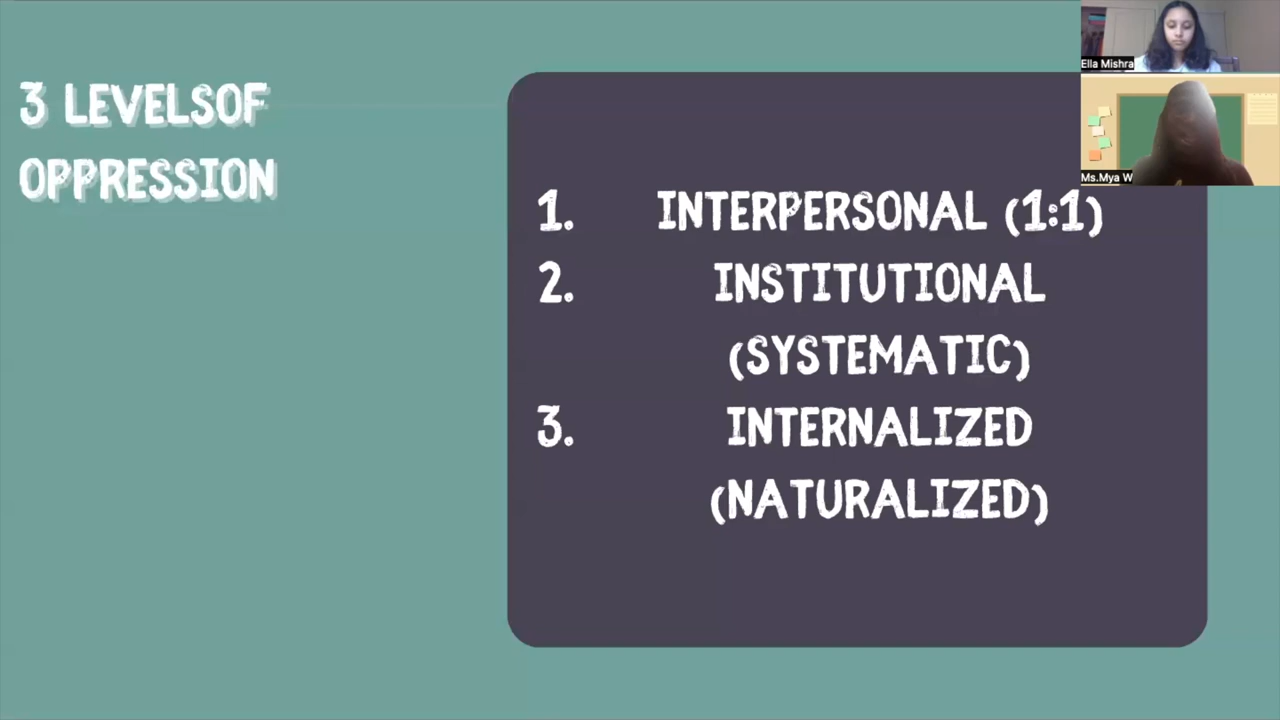 3 LEVELSOF
OPPRESSION
1. INTERPERSONAL (1:1)
2. INSTITUTIONAL
(SYSTEMATIC)
3. INTERNALIZED
(NATURALIZED)
Ella Mishra
Ms.Mya W